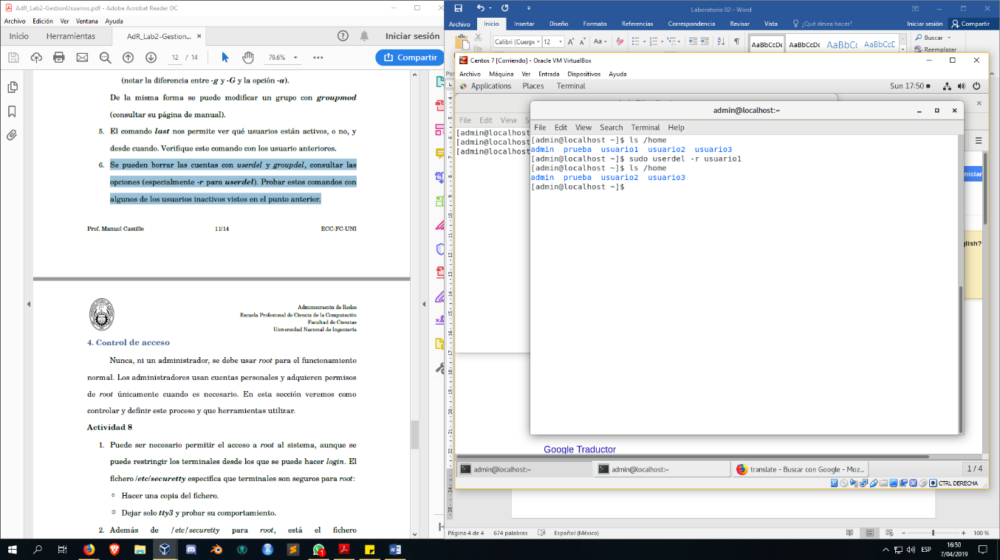 AdR_Lab2-GestionUsuarios.pdf - Adobe Acrobat Reader DC
Archivo Edición Ver Ventana Ayuda
Inicio Herramientas AdR_Lab2-Gestion... × Iniciar sesión
12 / 14 79.6% Compartir
(notar la diferencia entre -g y -G y la opción -a).
De la misma forma se puede modificar un grupo con groupmod
(consultar su página de manual).
5. El comando last nos permite ver qué usuarios están activos, o no, y
desde cuando. Verifique este comando con los usuario anteriores.
6. Se pueden borrar las cuentas con userdel y groupdel, consultar las
opciones (especialmente -r para userdel). Probar estos comandos con
algunos de los usuarios inactivos vistos en el punto anterior.
Prof. Manuel Castillo 11/14 ECC-FC-UNI
Administración de Redes
Escuela Profesional de Ciencia de la Computación
Facultad de Ciencias
Universidad Nacional de Ingeniería
4. Control de acceso
Nunca, ni un administrador, se debe usar root para el funcionamiento
normal. Los administradores usan cuentas personales y adquieren permisos
de root únicamente cuando es necesario. En esta sección veremos como
controlar y definir este proceso y que herramientas utilizar.
Actividad 8
1. Puede ser necesario permitir el acceso a root al sistema, aunque se
puede restringir los terminales desde los que se puede hacer login. El
fichero /etc/securetty especifica que terminales son seguros para root:
Hacer una copia del fichero.
Dejar solo tty3 y probar su comportamiento.
2. Además de /etc/securetty para root, está el fichero
Laboratorio 02 - Word
Archivo Inicio Insertar Diseño Formato Referencias Correspondencia Revisar Vista ¿Qué desea hacer? Iniciar sesión Compartir
Calibri (Cuerpo 12 AaBbCcDc AaBbCcDc AaBbCc AaBbCcD Buscar
Reemplazar
Centos 7 [Corriendo] - Oracle VM VirtualBox
Archivo Máquina Ver Entrada Dispositivos Ayuda
Applications Places Terminal Sun 17:50
File Edit View
[admin@localhost
[admin@localhost
[admin@localhost
admin@localhost:~
File Edit View Search Terminal Help
[admin@localhost ~]$ ls /home
admin prueba usuario1 usuario2 usuario3
[admin@localhost ~]$ sudo userdel -r usuario1
[admin@localhost ~]$ ls /home
admin prueba usuario2 usuario3
[admin@localhost ~]$
niciar
glish?
Google Traductor
admin@localhost:~ admin@localhost:~ translate - Buscar con Google - Moz... 1 / 4
CTRL DERECHA
Página 4 de 4 674 palabras Español (México) 100 %
ESP 16:50
7/04/2019